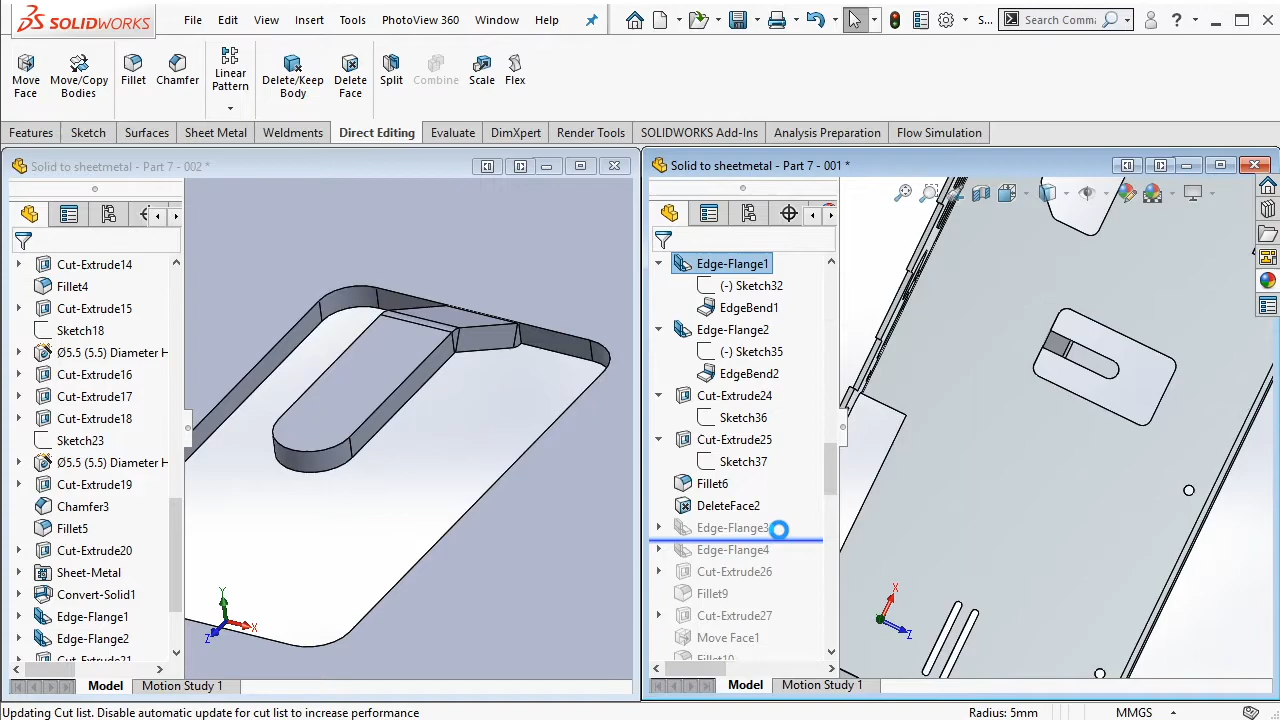 SOLIDWORKS
File Edit View Insert Tools PhotoView 360 Window Help
S...
Search Comma
?
Move Face
Move/Copy Bodies
Fillet
Chamfer
Linear Pattern
Delete/Keep Body
Delete Face
Split
Combine
Scale
Flex
Features Sketch Surfaces Sheet Metal Weldments Direct Editing Evaluate DimXpert Render Tools SOLIDWORKS Add-Ins Analysis Preparation Flow Simulation
Solid to sheetmetal - Part 7 - 002 *
Cut-Extrude14
Fillet4
Cut-Extrude15
Sketch18
Ø5.5 (5.5) Diameter H
Cut-Extrude16
Cut-Extrude17
Cut-Extrude18
Sketch23
Ø5.5 (5.5) Diameter H
Cut-Extrude19
Chamfer3
Fillet5
Cut-Extrude20
Sheet-Metal
Convert-Solid1
Edge-Flange1
Edge-Flange2
Cut-Extrude21
Y
X
Z
Model Motion Study 1
Solid to sheetmetal - Part 7 - 001 *
Edge-Flange1
(-) Sketch32
EdgeBend1
Edge-Flange2
(-) Sketch35
EdgeBend2
Cut-Extrude24
Sketch36
Cut-Extrude25
Sketch37
Fillet6
DeleteFace2
Edge-Flange3
Edge-Flange4
Cut-Extrude26
Fillet9
Cut-Extrude27
Move Face1
Fillet10
X
Z
Model Motion Study 1
Updating Cut list. Disable automatic update for cut list to increase performance
Radius: 5mm
MMGS